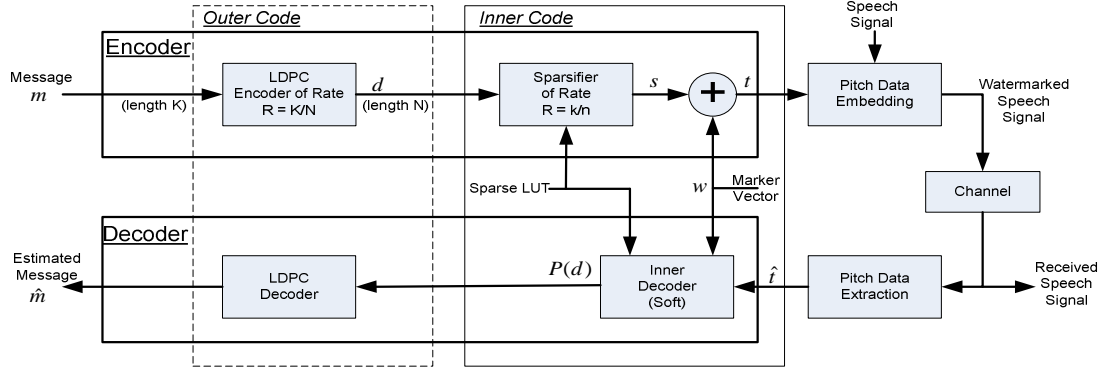 Outer Code
Inner Code
Speech
Signal
Encoder
Message
m
(length K)
LDPC
Encoder of Rate
R = K/N
d
(length N)
Sparsifier
of Rate
R = k/n
s
+
t
Pitch Data
Embedding
Watermarked
Speech
Signal
Sparse LUT
w
Marker
Vector
Channel
Decoder
Estimated
Message
m̂
LDPC
Decoder
P(d)
Inner
Decoder
(Soft)
t̂
Pitch Data
Extraction
Received
Speech
Signal